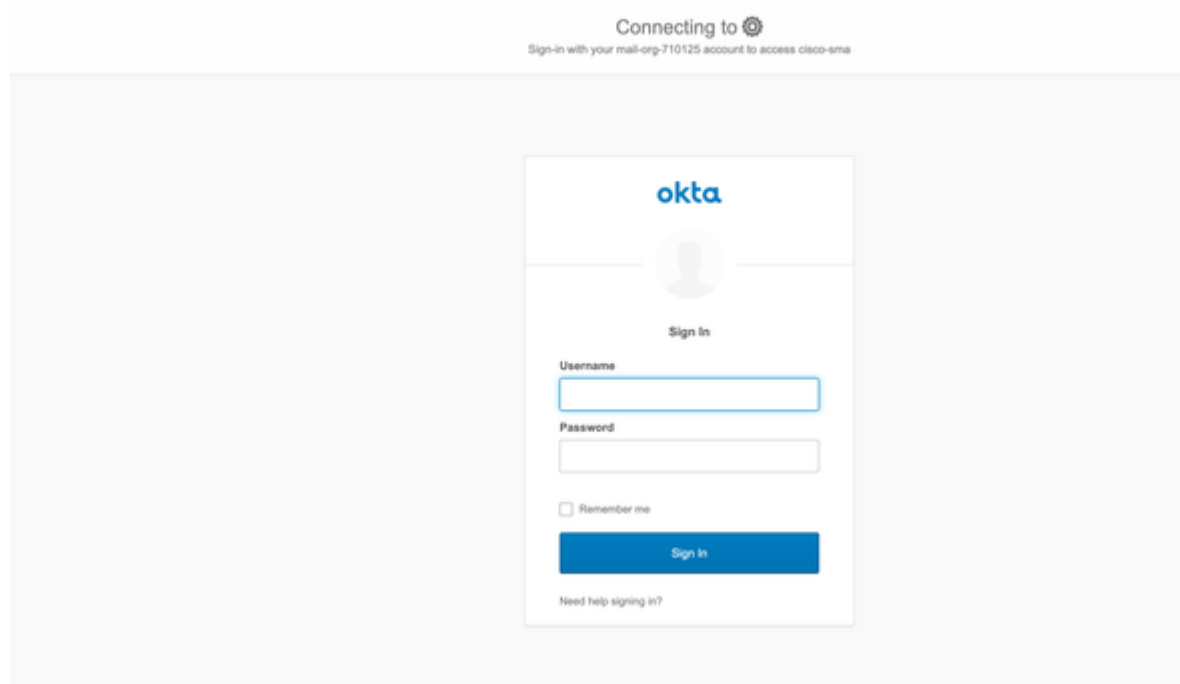 Connecting to
Sign-in with your mail-org-710125 account to access cisco-sma
okta
Sign In
Username
Password
Remember me
Sign In
Need help signing in?